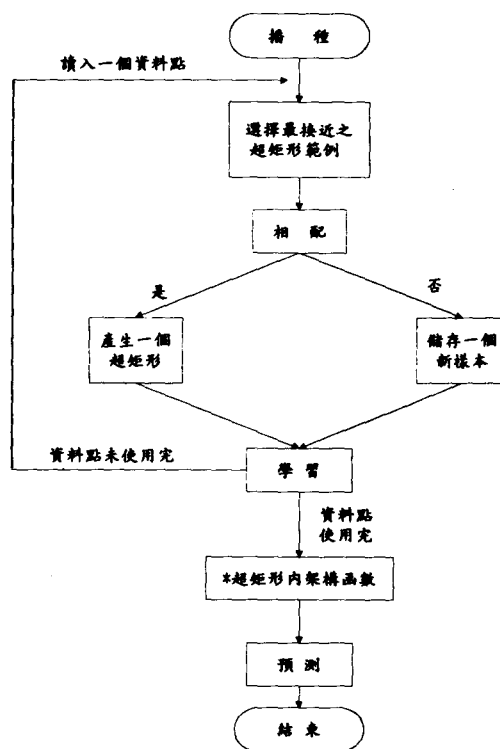 播種
讀入一個資料點
選擇最接近之
超矩形範例
相配
是
否
產生一個
超矩形
儲存一個
新樣本
資料點未使用完
學習
資料點
使用完
*超矩形內架構函數
預測
結束